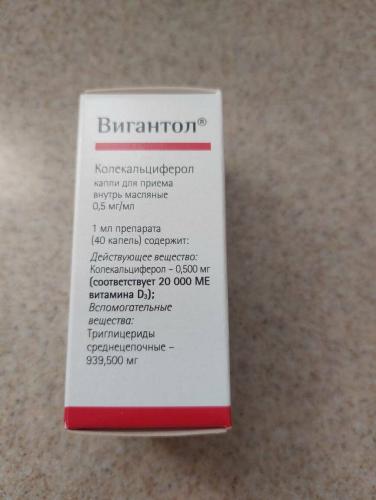 Вигантол®
Колекальциферол
капли для приема
внутрь масляные
0,5 мг/мл
1 мл препарата
(40 капель) содержит:
Действующее вещество:
Колекальциферол – 0,500 мг
(соответствует 20 000 МЕ
витамина D₃);
Вспомогательные
вещества:
Триглицериды
среднецепочные –
939,500 мг